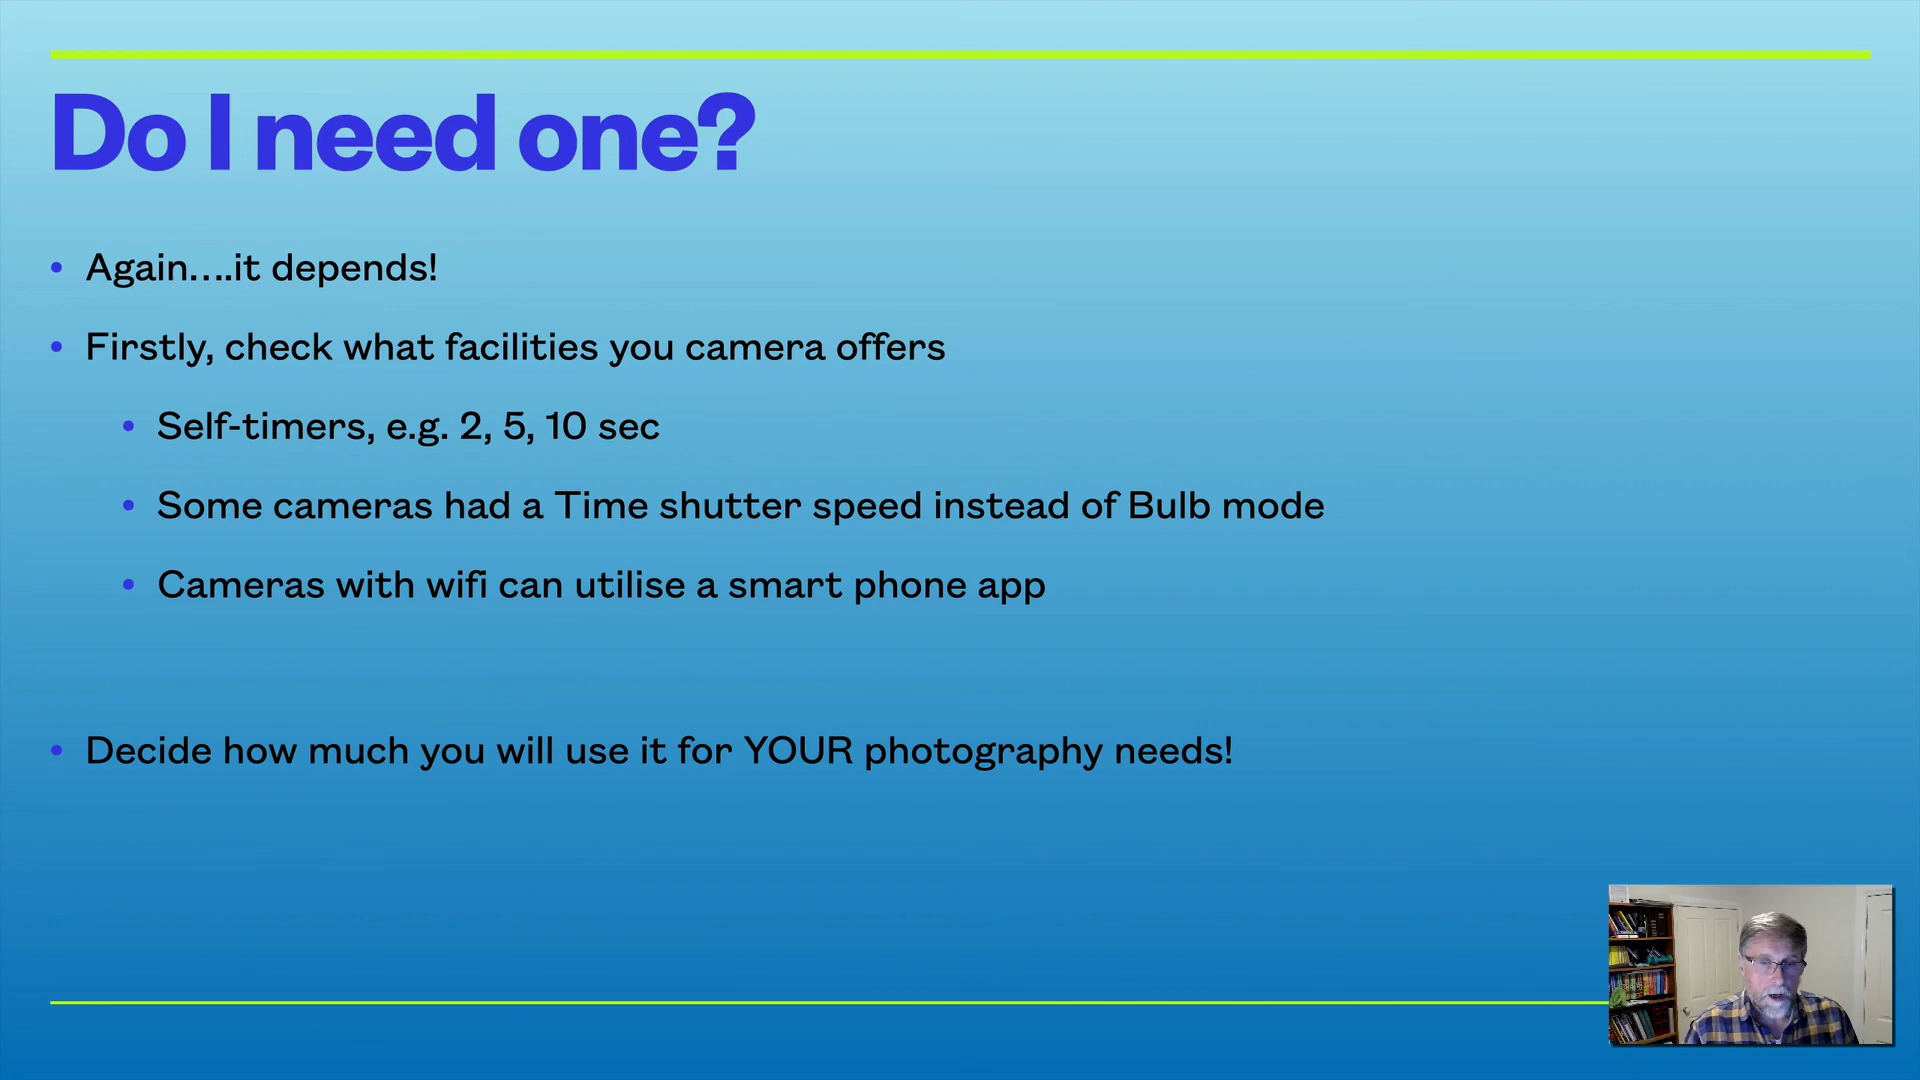 Do I need one?
• Again....it depends!
• Firstly, check what facilities you camera offers
• Self-timers, e.g. 2, 5, 10 sec
• Some cameras had a Time shutter speed instead of Bulb mode
• Cameras with wifi can utilise a smart phone app
• Decide how much you will use it for YOUR photography needs!